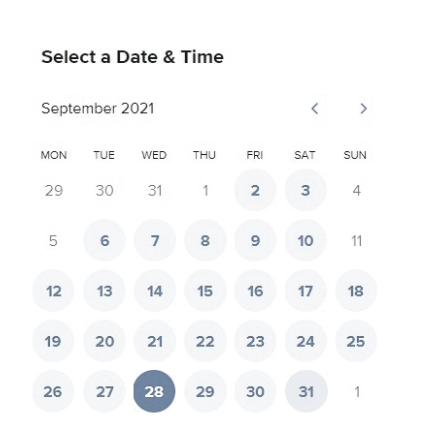 Select a Date & Time
September 2021
MON TUE WED THU FRI SAT SUN
29 30 31 1 2 3 4
5 6 7 8 9 10 11
12 13 14 15 16 17 18
19 20 21 22 23 24 25
26 27 28 29 30 31 1